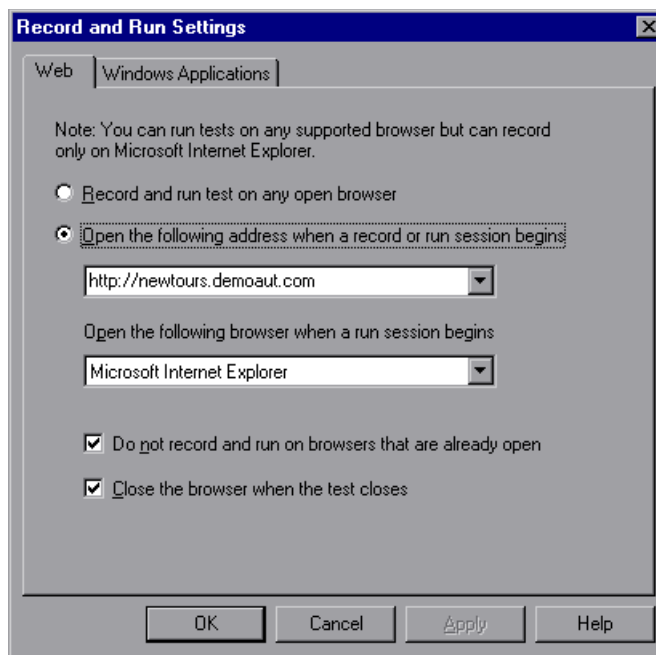 Record and Run Settings
Web
Windows Applications
Note: You can run tests on any supported browser but can record
only on Microsoft Internet Explorer.
Record and run test on any open browser
Open the following address when a record or run session begins
http://newtours.demoaut.com
Open the following browser when a run session begins
Microsoft Internet Explorer
Do not record and run on browsers that are already open
Close the browser when the test closes
OK Cancel Apply Help